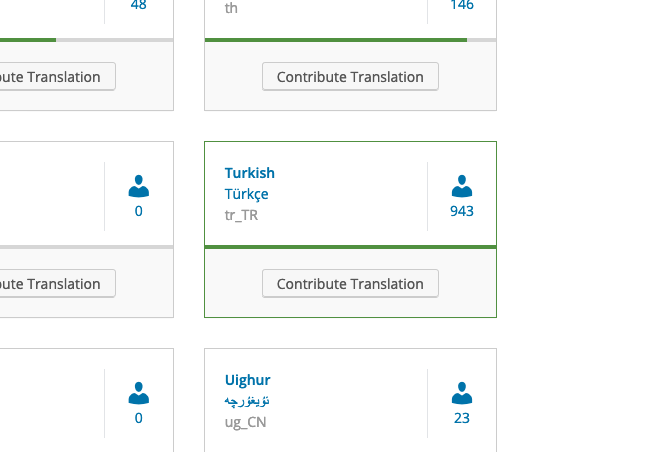 48
th
146
ute Translation
Contribute Translation
0
Turkish
Türkçe
tr_TR
943
ute Translation
Contribute Translation
0
Uighur
ئۇيغۇرچە
ug_CN
23